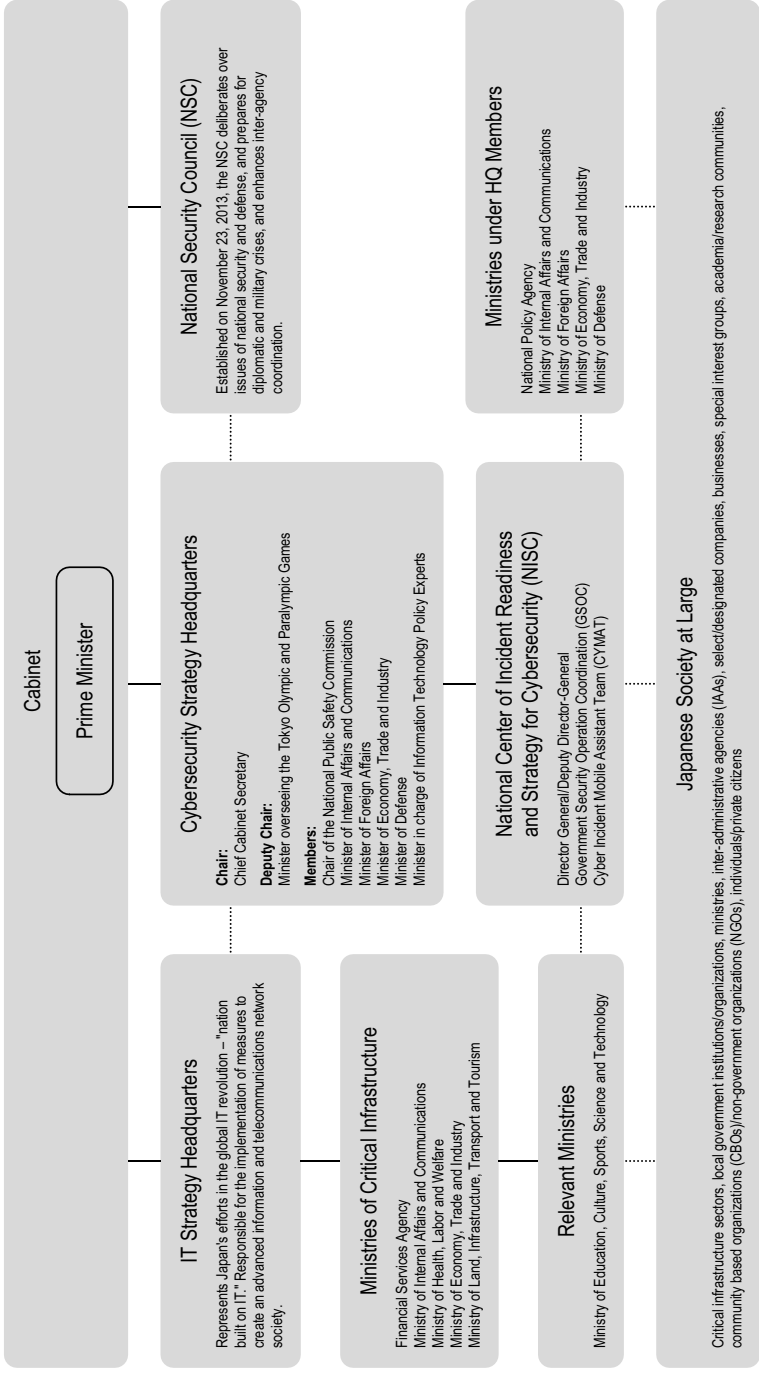 Cabinet
Prime Minister
IT Strategy Headquarters
Represents Japan's efforts in the global IT revolution – "nation
built on IT." Responsible for the implementation of measures to
create an advanced information and telecommunications network
society.
Cybersecurity Strategy Headquarters
Chair:
Chief Cabinet Secretary
Deputy Chair:
Minister overseeing the Tokyo Olympic and Paralympic Games
Members:
Chair of the National Public Safety Commission
Minister of Internal Affairs and Communications
Minister of Foreign Affairs
Minister of Economy, Trade and Industry
Minister of Defense
Minister in charge of Information Technology Policy Experts
National Security Council (NSC)
Established on November 23, 2013, the NSC deliberates over
issues of national security and defense, and prepares for
diplomatic and military crises, and enhances inter-agency
coordination.
Ministries of Critical Infrastructure
Financial Services Agency
Ministry of Internal Affairs and Communications
Ministry of Health, Labor and Welfare
Ministry of Economy, Trade and Industry
Ministry of Land, Infrastructure, Transport and Tourism
National Center of Incident Readiness
and Strategy for Cybersecurity (NISC)
Director General/Deputy Director-General
Government Security Operation Coordination (GSOC)
Cyber Incident Mobile Assistant Team (CYMAT)
Ministries under HQ Members
National Policy Agency
Ministry of Internal Affairs and Communications
Ministry of Foreign Affairs
Ministry of Economy, Trade and Industry
Ministry of Defense
Relevant Ministries
Ministry of Education, Culture, Sports, Science and Technology
Japanese Society at Large
Critical infrastructure sectors, local government institutions/organizations, ministries, inter-administrative agencies (IAAs), select/designated companies, businesses, special interest groups, academia/research communities,
community based organizations (CBOs)/non-government organizations (NGOs), individuals/private citizens